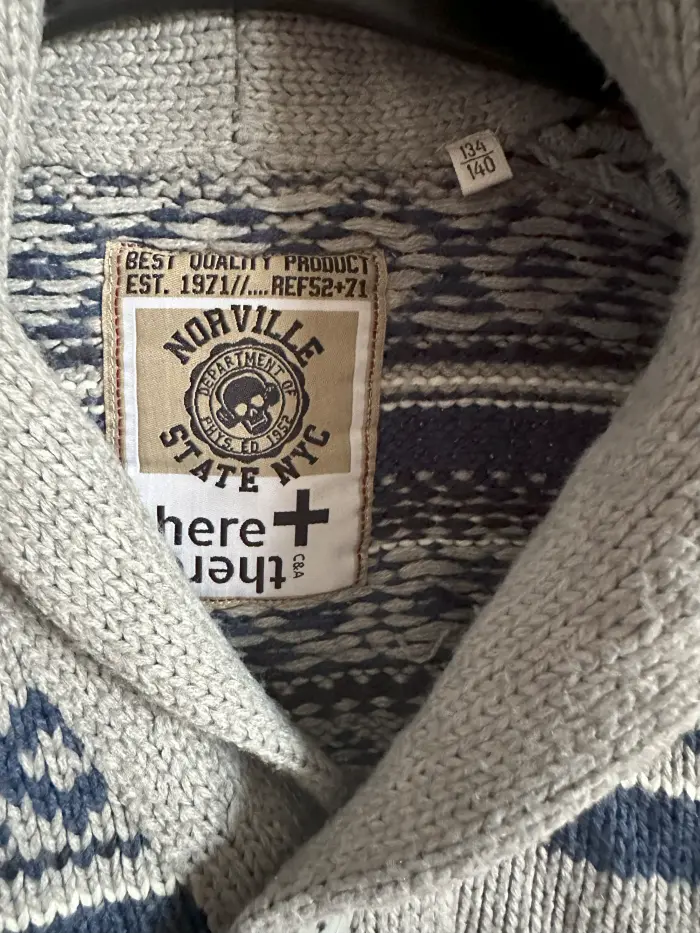 134
140
BEST QUALITY PRODUCT
EST. 1971//....REF52+71
NORVILLE
DEPARTMENT OF
PHYS. ED 1952
STATE NYC
here+
there
C&A